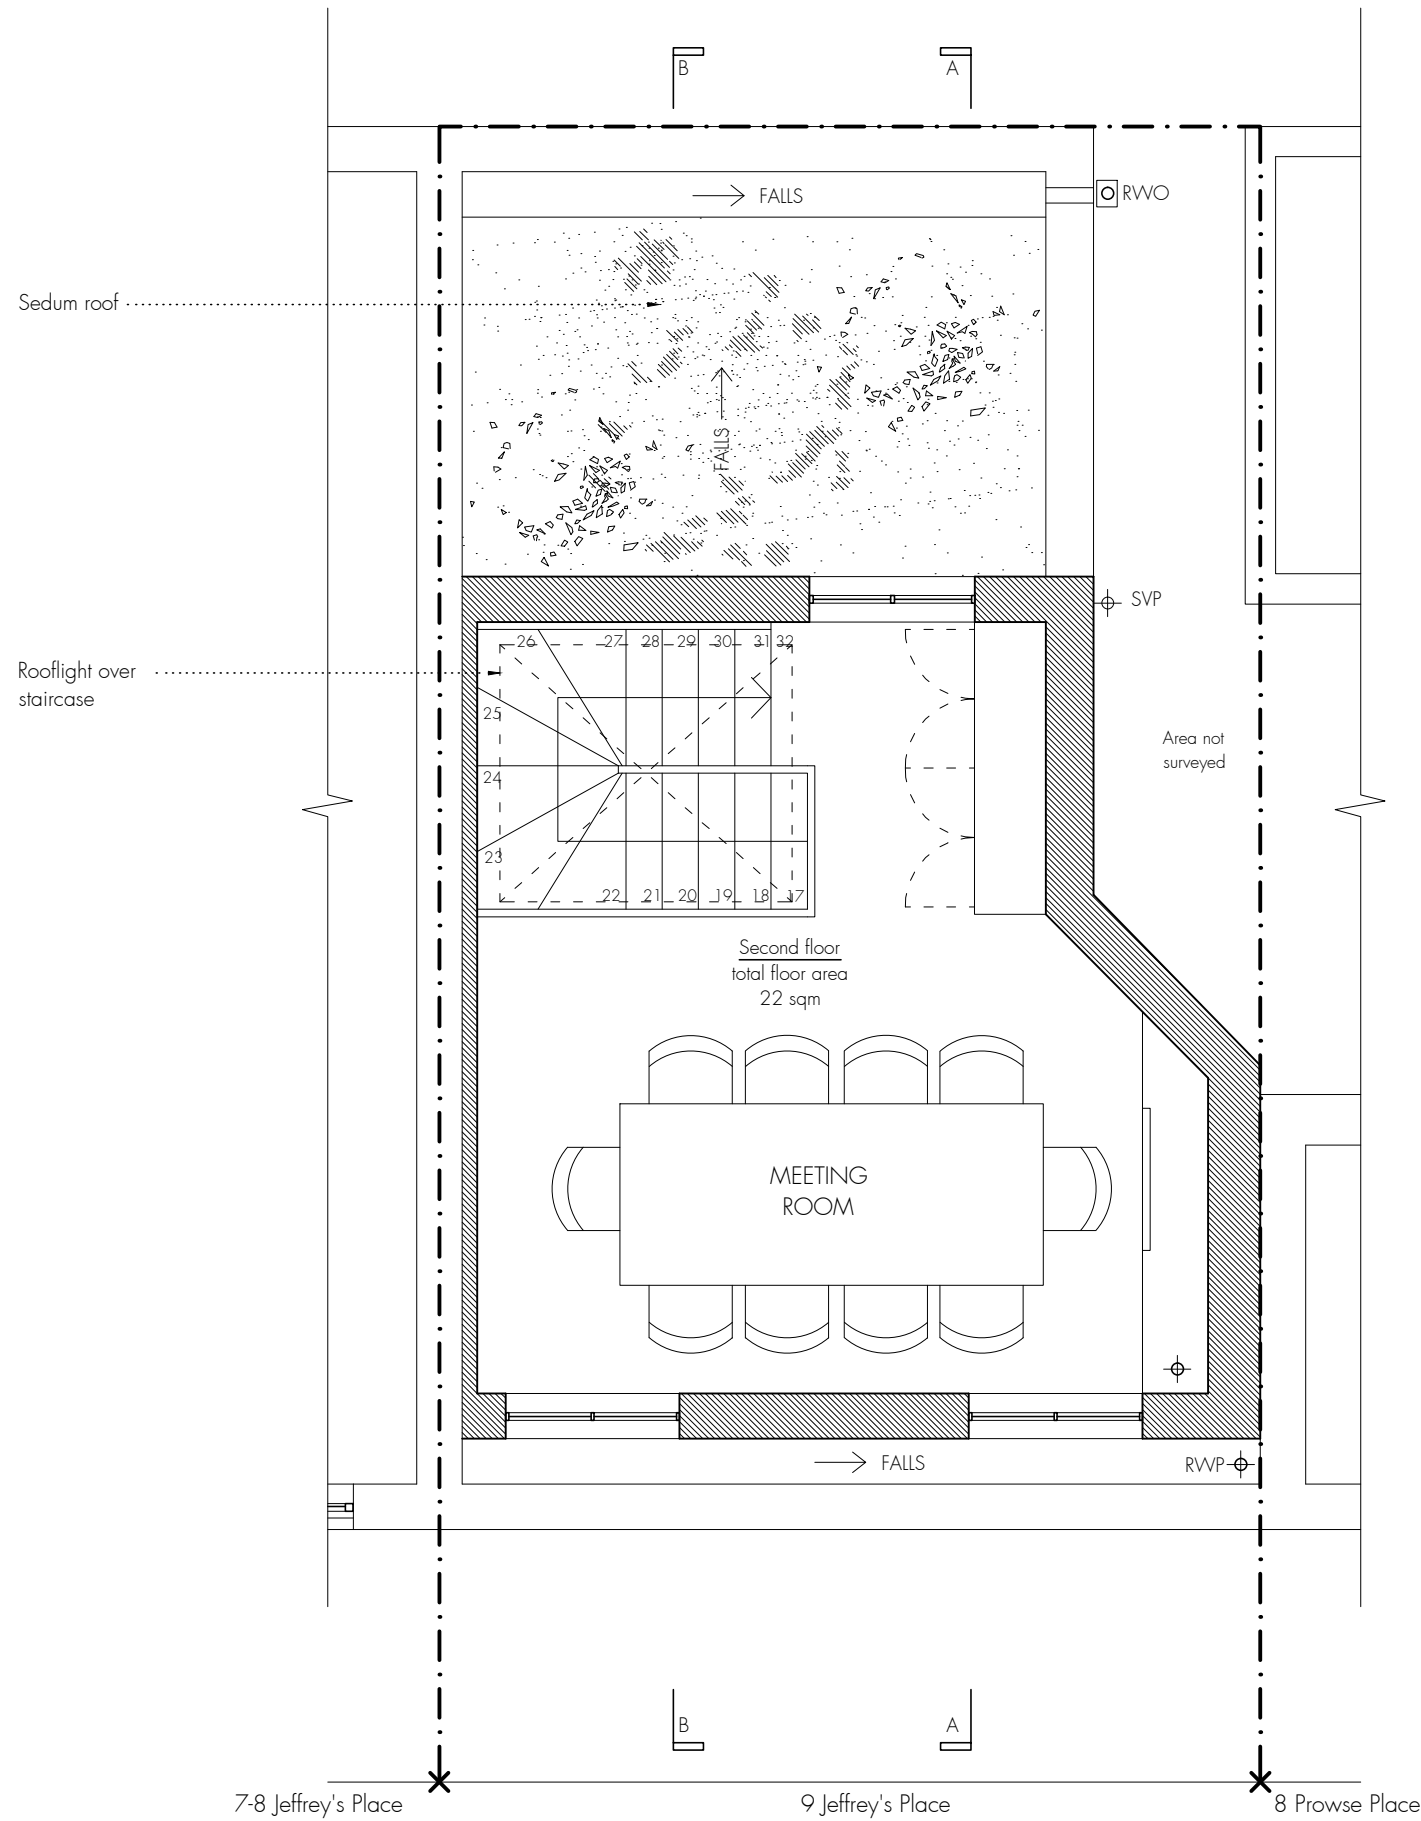 B
A
FALLS
RWO
Sedum roof
FALLS
SVP
Rooflight over
staircase
26 27 28 29 30 31 32
25
24
23
22 21 20 19 18 17
Area not
surveyed
Second floor
total floor area
22 sqm
MEETING
ROOM
FALLS
RWP
B
A
7-8 Jeffrey's Place
9 Jeffrey's Place
8 Prowse Place